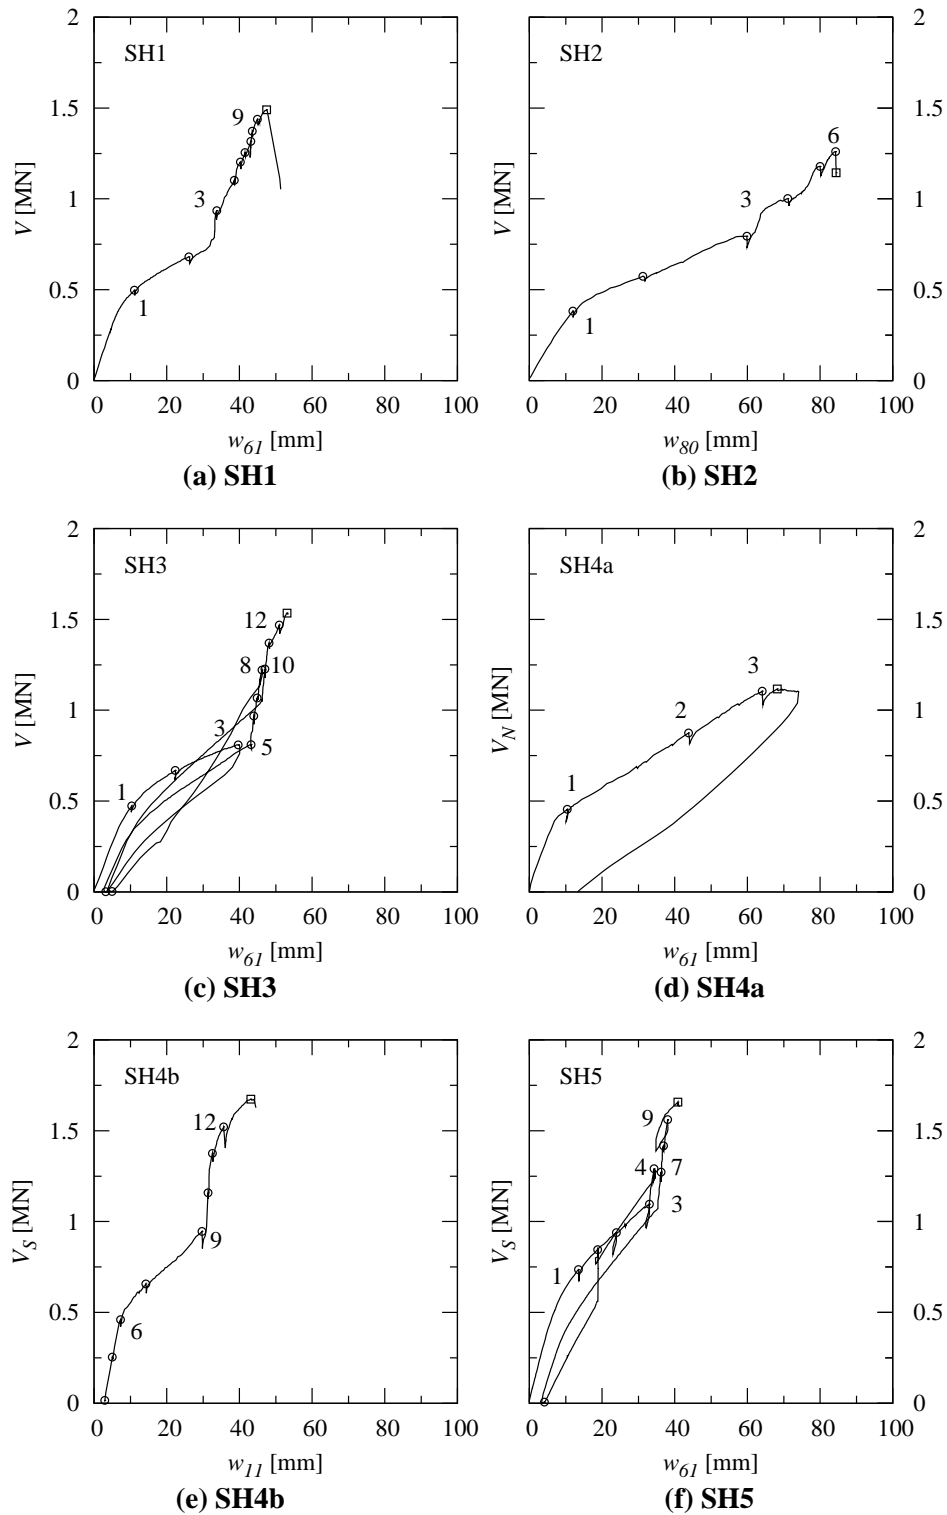 SH1
V [MN]
2
1.5
1
0.5
0
9
3
1
0 20 40 60 80 100
w61 [mm]
(a) SH1
SH2
V [MN]
2
1.5
1
0.5
0
6
3
1
0 20 40 60 80 100
w80 [mm]
(b) SH2
SH3
V [MN]
2
1.5
1
0.5
0
12
8 10
3
5
1
0 20 40 60 80 100
w61 [mm]
(c) SH3
SH4a
VN [MN]
2
1.5
1
0.5
0
3
2
1
0 20 40 60 80 100
w61 [mm]
(d) SH4a
SH4b
VS [MN]
2
1.5
1
0.5
0
12
9
6
0 20 40 60 80 100
w11 [mm]
(e) SH4b
SH5
VS [MN]
2
1.5
1
0.5
0
9
4 7
3
1
0 20 40 60 80 100
w61 [mm]
(f) SH5